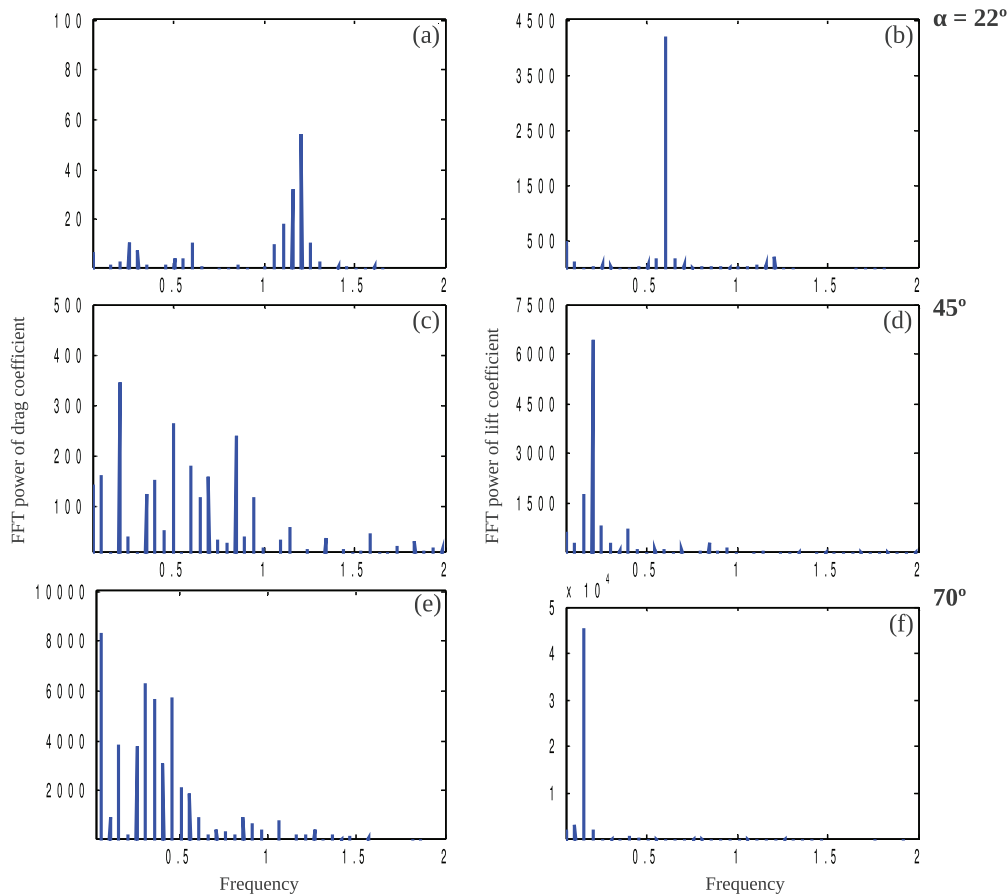 (a)
100
80
60
40
20
0.5 1 1.5 2
(b)
4500
3500
2500
1500
500
0.5 1 1.5 2
α = 22º
FFT power of drag coefficient
(c)
500
400
300
200
100
0.5 1 1.5 2
FFT power of lift coefficient
(d)
7500
6000
4500
3000
1500
0.5 1 1.5 2
45º
(e)
10000
8000
6000
4000
2000
0.5 1 1.5 2
Frequency
x 10^4
(f)
5
4
3
2
1
0.5 1 1.5 2
Frequency
70º